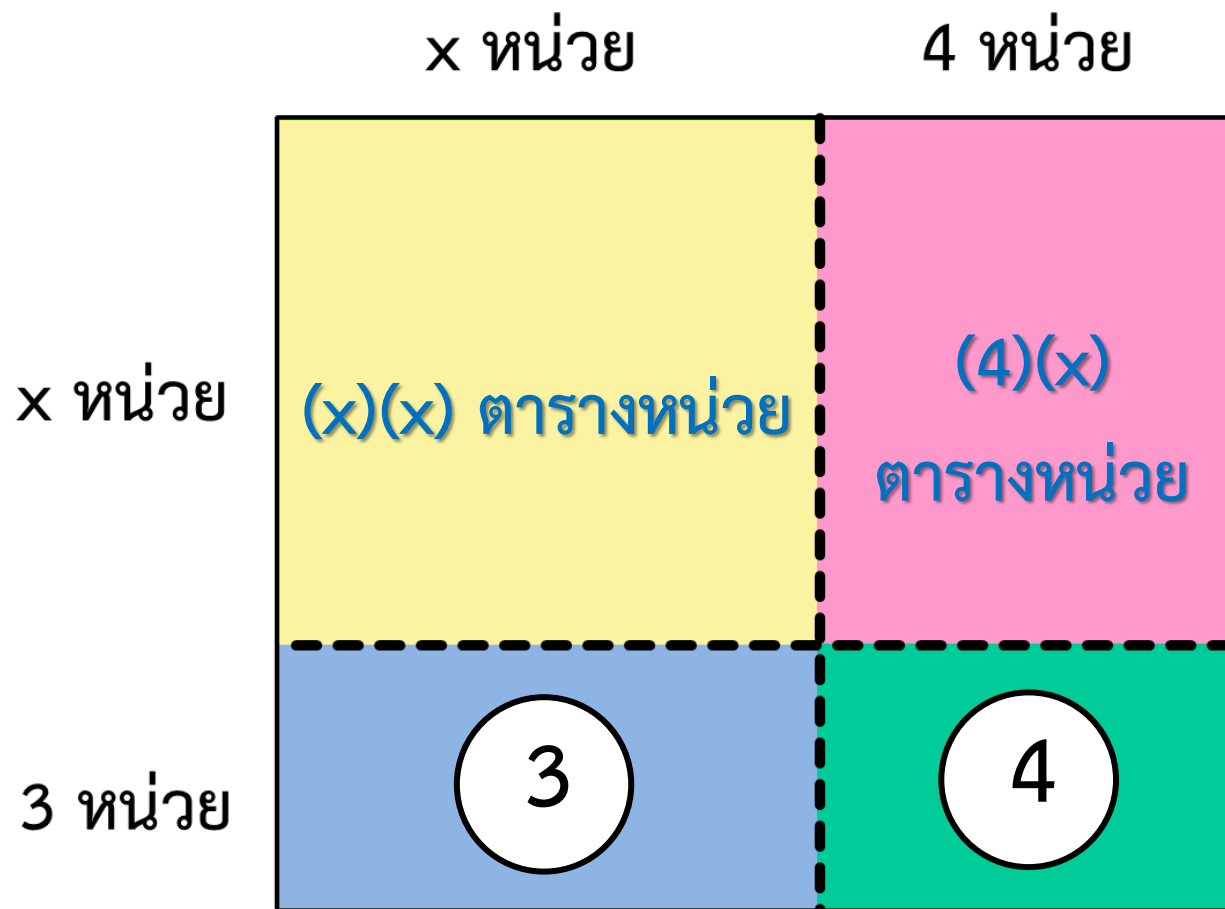 x หน่วย 4 หน่วย
x หน่วย
(x)(x) ตารางหน่วย
(4)(x)
ตารางหน่วย
3 หน่วย
3
4